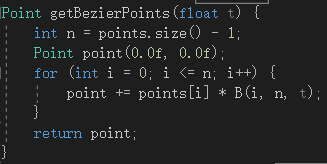 Point getBezierPoints(float t) {
int n = points.size() - 1;
Point point(0.0f, 0.0f);
for (int i = 0; i <= n; i++) {
point += points[i] * B(i, n, t);
}
return point;
}